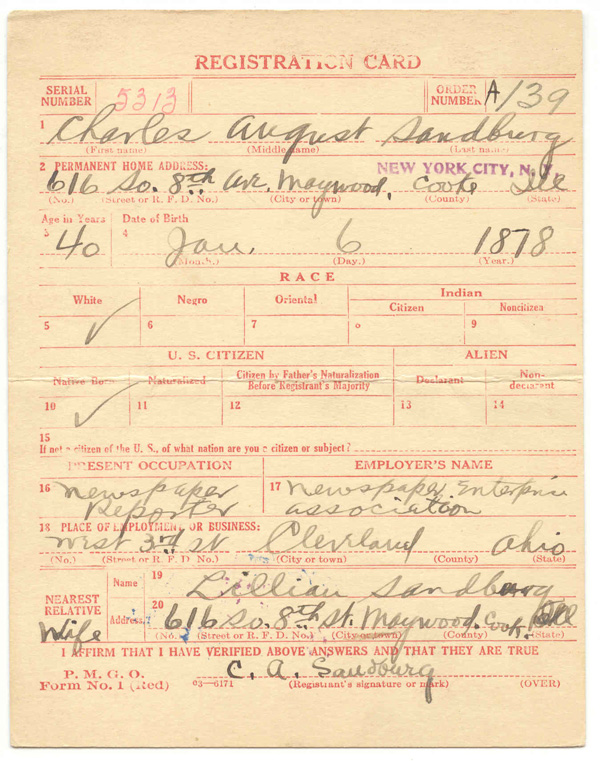 REGISTRATION CARD
SERIAL NUMBER 5313 ORDER NUMBER A/139
1 Charles August Sandburg
(First name) (Middle name) (Last name)
2 PERMANENT HOME ADDRESS: NEW YORK CITY, N. Y.
616 So. 8th Ave. Maywood, Cooke Ill
(No.) (Street or R. F. D. No.) (City or town) (County) (State)
Age in Years Date of Birth
3 40 4 Jan. 6 1878
(Month.) (Day.) (Year.)
RACE
White Negro Oriental Indian
Citizen Noncitizen
5 ✓ 6 7 8 9
U. S. CITIZEN ALIEN
Native Born Naturalized Citizen by Father's Naturalization Before Registrant's Majority Declarant Non-declarant
10 ✓ 11 12 13 14
15
If not a citizen of the U. S., of what nation are you a citizen or subject?
PRESENT OCCUPATION EMPLOYER'S NAME
16 Newspaper 17 Newspaper Enterprise
Reporter association
18 PLACE OF EMPLOYMENT OR BUSINESS:
West 3rd St Cleveland Ohio
(No.) (Street or R. F. D. No.) (City or town) (County) (State)
NEAREST RELATIVE Name 19 Lillian Sandburg
Wife Address 20 616 So. 8th St. Maywood. Cook. Ill
(No.) (Street or R. F. D. No.) (City or town) (County) (State)
I AFFIRM THAT I HAVE VERIFIED ABOVE ANSWERS AND THAT THEY ARE TRUE
P. M. G. O. C. A. Sandburg
Form No. 1 (Red) 03—6171 (Registrant's signature or mark) (OVER)